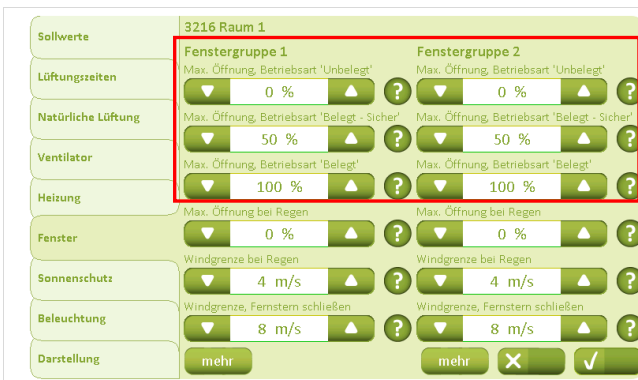 3216 Raum 1
Sollwerte
Lüftungszeiten
Natürliche Lüftung
Ventilator
Heizung
Fenster
Sonnenschutz
Beleuchtung
Darstellung
Fenstergruppe 1
Max. Öffnung, Betriebsart 'Unbelegt'
0 % ?
Max. Öffnung, Betriebsart 'Belegt - Sicher'
50 % ?
Max. Öffnung, Betriebsart 'Belegt'
100 % ?
Max. Öffnung bei Regen
0 % ?
Windgrenze bei Regen
4 m/s ?
Windgrenze, Fernstern schließen
8 m/s ?
mehr
Fenstergruppe 2
Max. Öffnung, Betriebsart 'Unbelegt'
0 % ?
Max. Öffnung, Betriebsart 'Belegt - Sicher'
50 % ?
Max. Öffnung, Betriebsart 'Belegt'
100 % ?
Max. Öffnung bei Regen
0 % ?
Windgrenze bei Regen
4 m/s ?
Windgrenze, Fernstern schließen
8 m/s ?
mehr